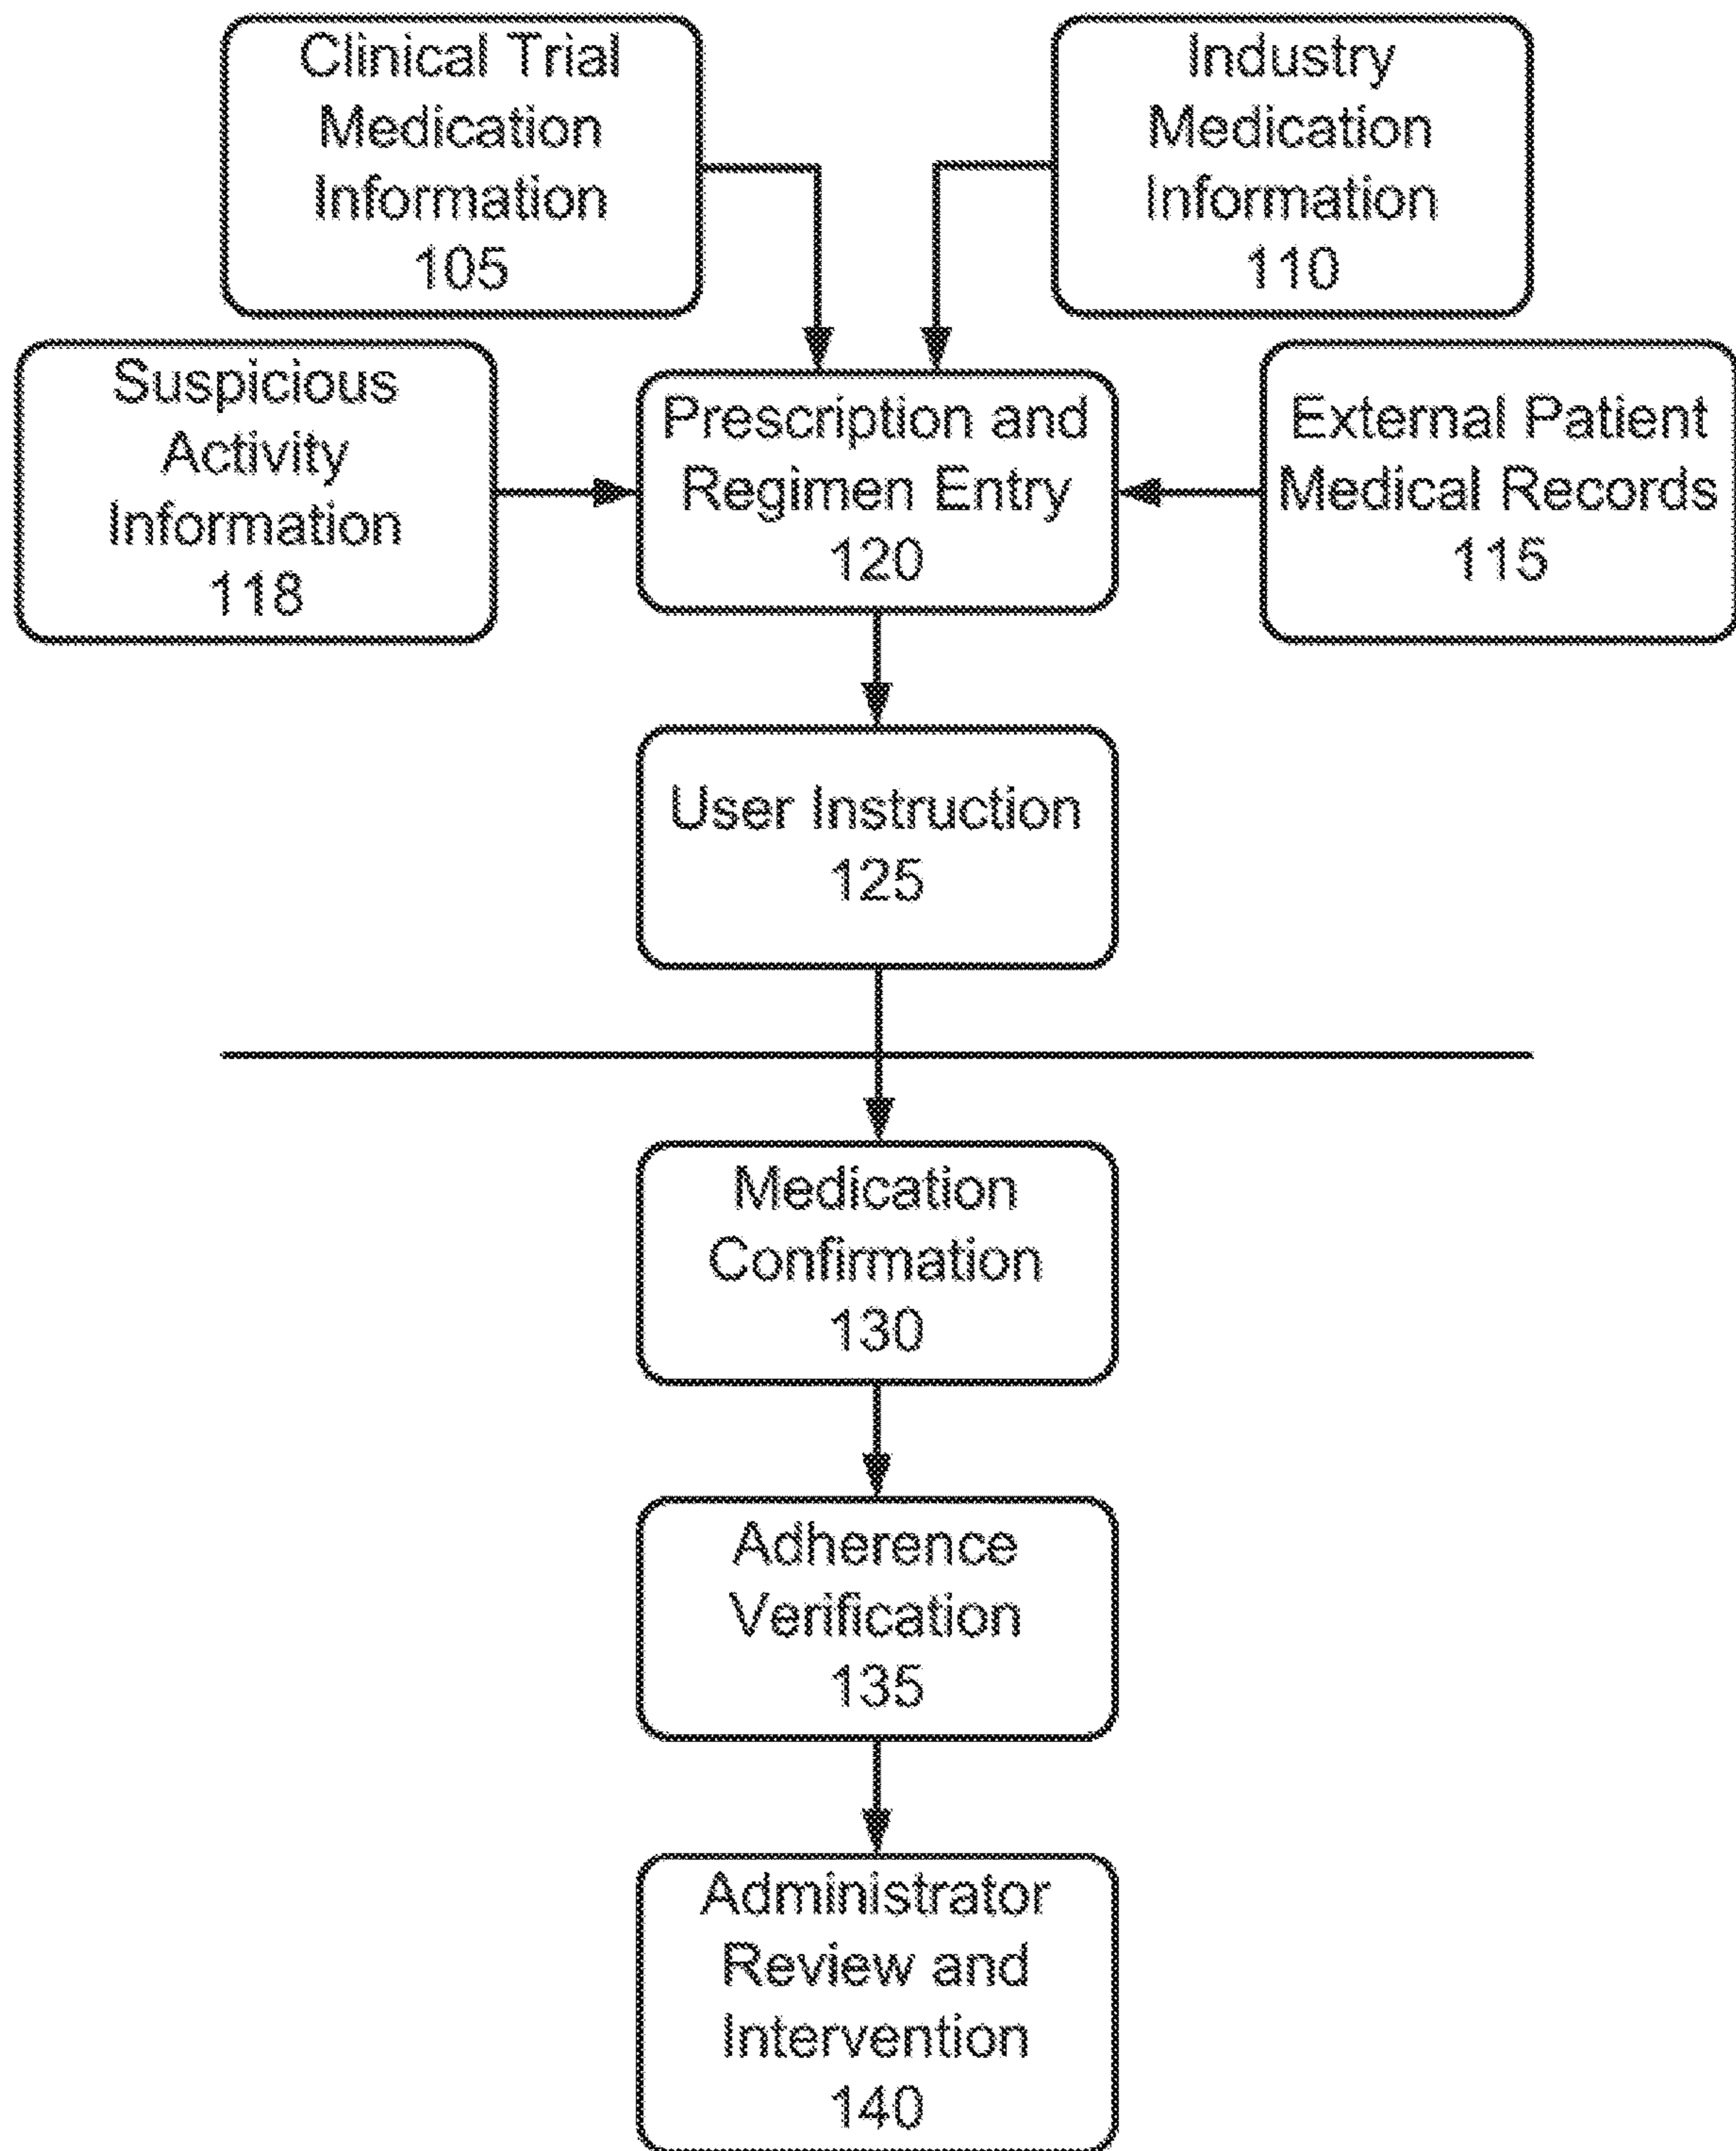 Clinical Trial
Medication
Information
105
Industry
Medication
Information
110
Suspicious
Activity
Information
118
Prescription and
Regimen Entry
120
External Patient
Medical Records
115
User Instruction
125
Medication
Confirmation
130
Adherence
Verification
135
Administrator
Review and
Intervention
140